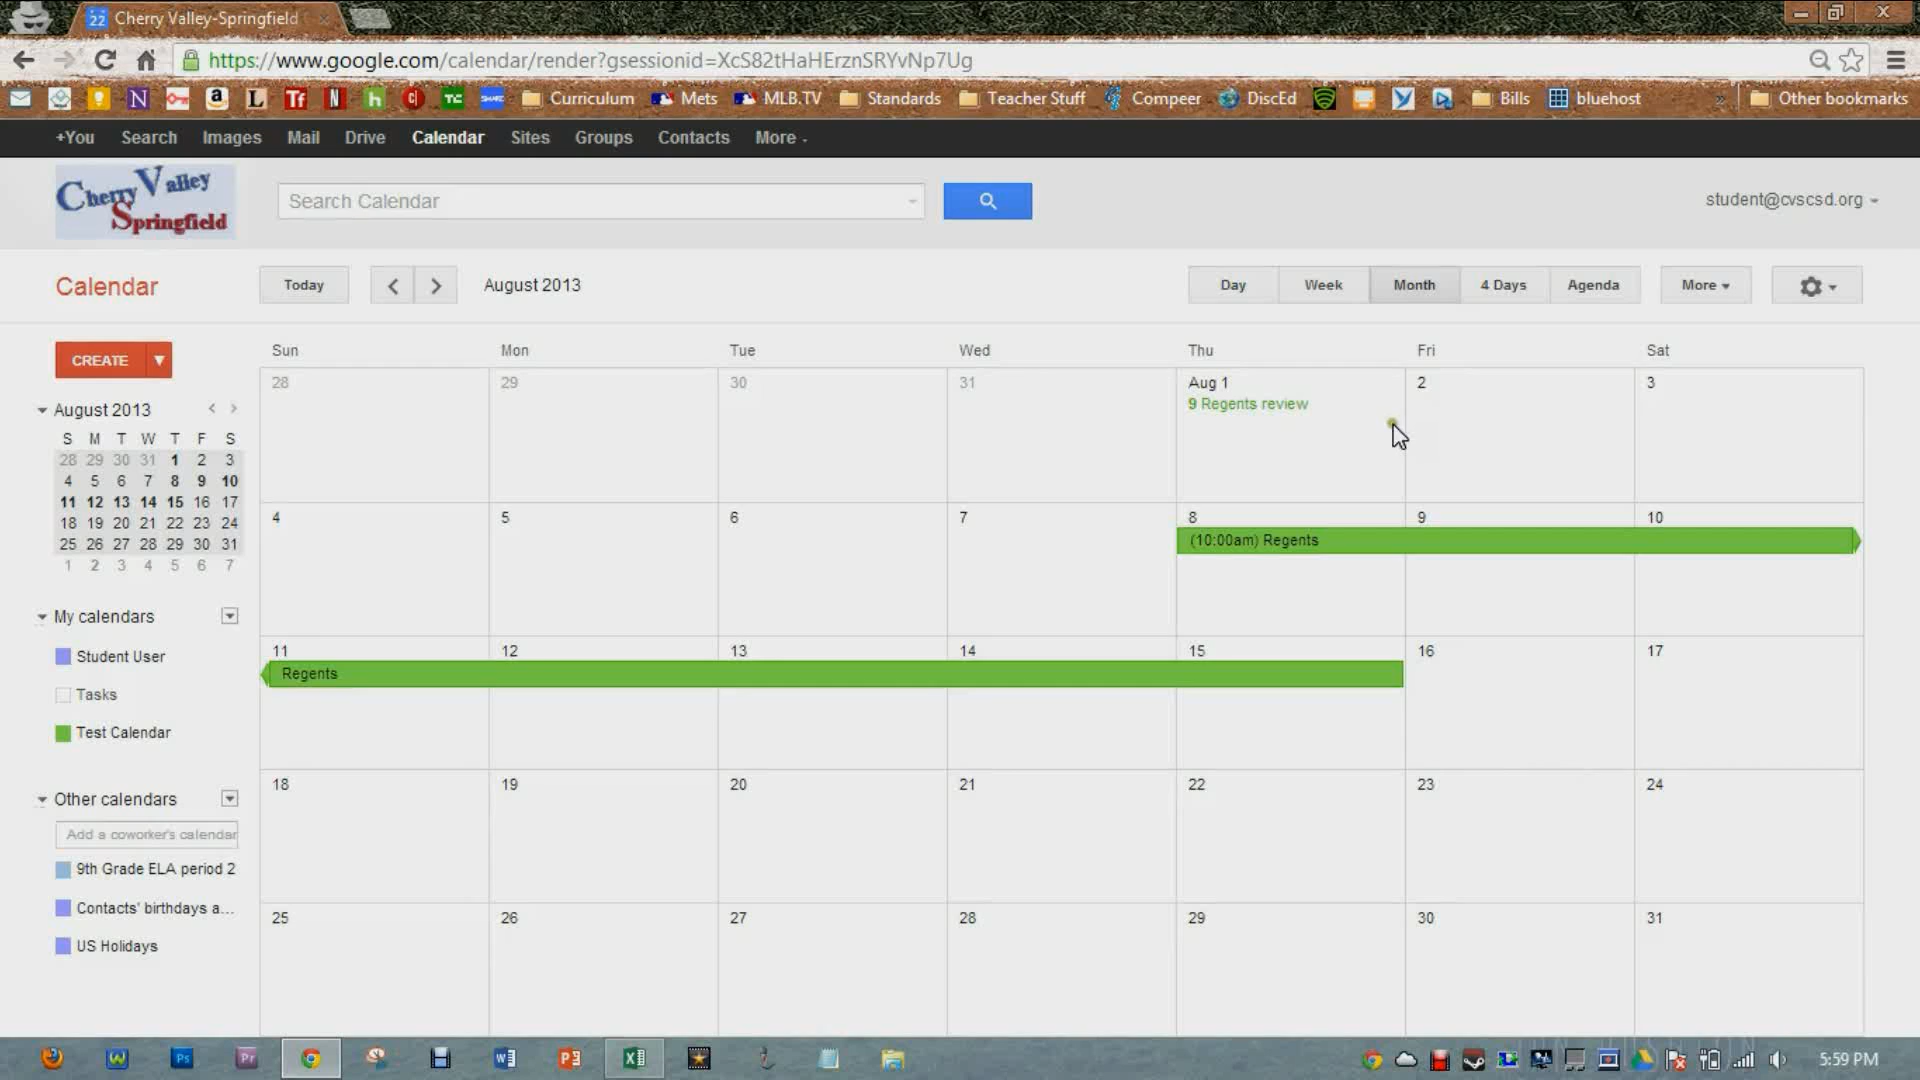 22 Cherry Valley-Springfield
https://www.google.com/calendar/render?gsessionid=XcS82tHaHErznSRYvNp7Ug
N a L Tf N h TC Curriculum Mets MLB.TV Standards Teacher Stuff Compeer DiscEd Bills bluehost » Other bookmarks
+You Search Images Mail Drive Calendar Sites Groups Contacts More
Cherry Valley
Springfield
Search Calendar
student@cvscsd.org
Calendar Today < > August 2013 Day Week Month 4 Days Agenda More
CREATE
Sun Mon Tue Wed Thu Fri Sat
28 29 30 31 Aug 1 2 3
9 Regents review
4 5 6 7 8 9 10
(10:00am) Regents
11 12 13 14 15 16 17
Regents
18 19 20 21 22 23 24
25 26 27 28 29 30 31
August 2013 < >
S M T W T F S
28 29 30 31 1 2 3
4 5 6 7 8 9 10
11 12 13 14 15 16 17
18 19 20 21 22 23 24
25 26 27 28 29 30 31
1 2 3 4 5 6 7
My calendars
Student User
Tasks
Test Calendar
Other calendars
Add a coworker's calendar
9th Grade ELA period 2
Contacts' birthdays a...
US Holidays
Ps Pr W P X
5:59 PM